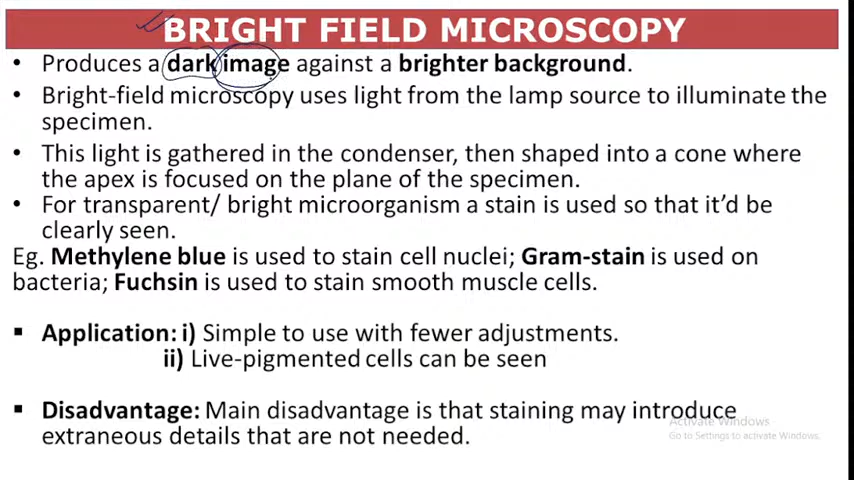 BRIGHT FIELD MICROSCOPY
• Produces a dark image against a brighter background.
• Bright-field microscopy uses light from the lamp source to illuminate the
specimen.
• This light is gathered in the condenser, then shaped into a cone where
the apex is focused on the plane of the specimen.
• For transparent/ bright microorganism a stain is used so that it’d be
clearly seen.
Eg. Methylene blue is used to stain cell nuclei; Gram-stain is used on
bacteria; Fuchsin is used to stain smooth muscle cells.
▪ Application: i) Simple to use with fewer adjustments.
ii) Live-pigmented cells can be seen
▪ Disadvantage: Main disadvantage is that staining may introduce
extraneous details that are not needed.
Activate Windows
Go to Settings to activate Windows.